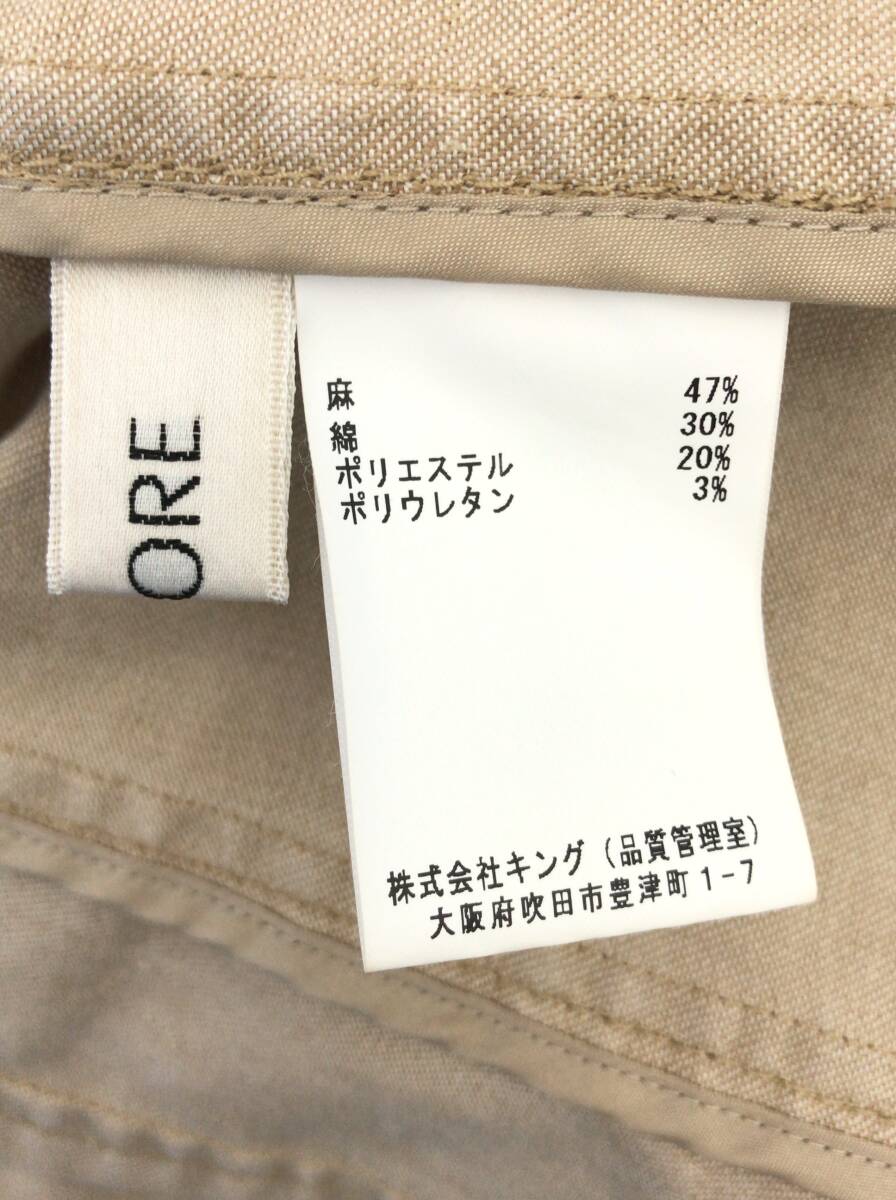 ORE
麻 47%
綿 30%
ポリエステル 20%
ポリウレタン 3%
株式会社キング(品質管理室)
大阪府吹田市豊津町1-7